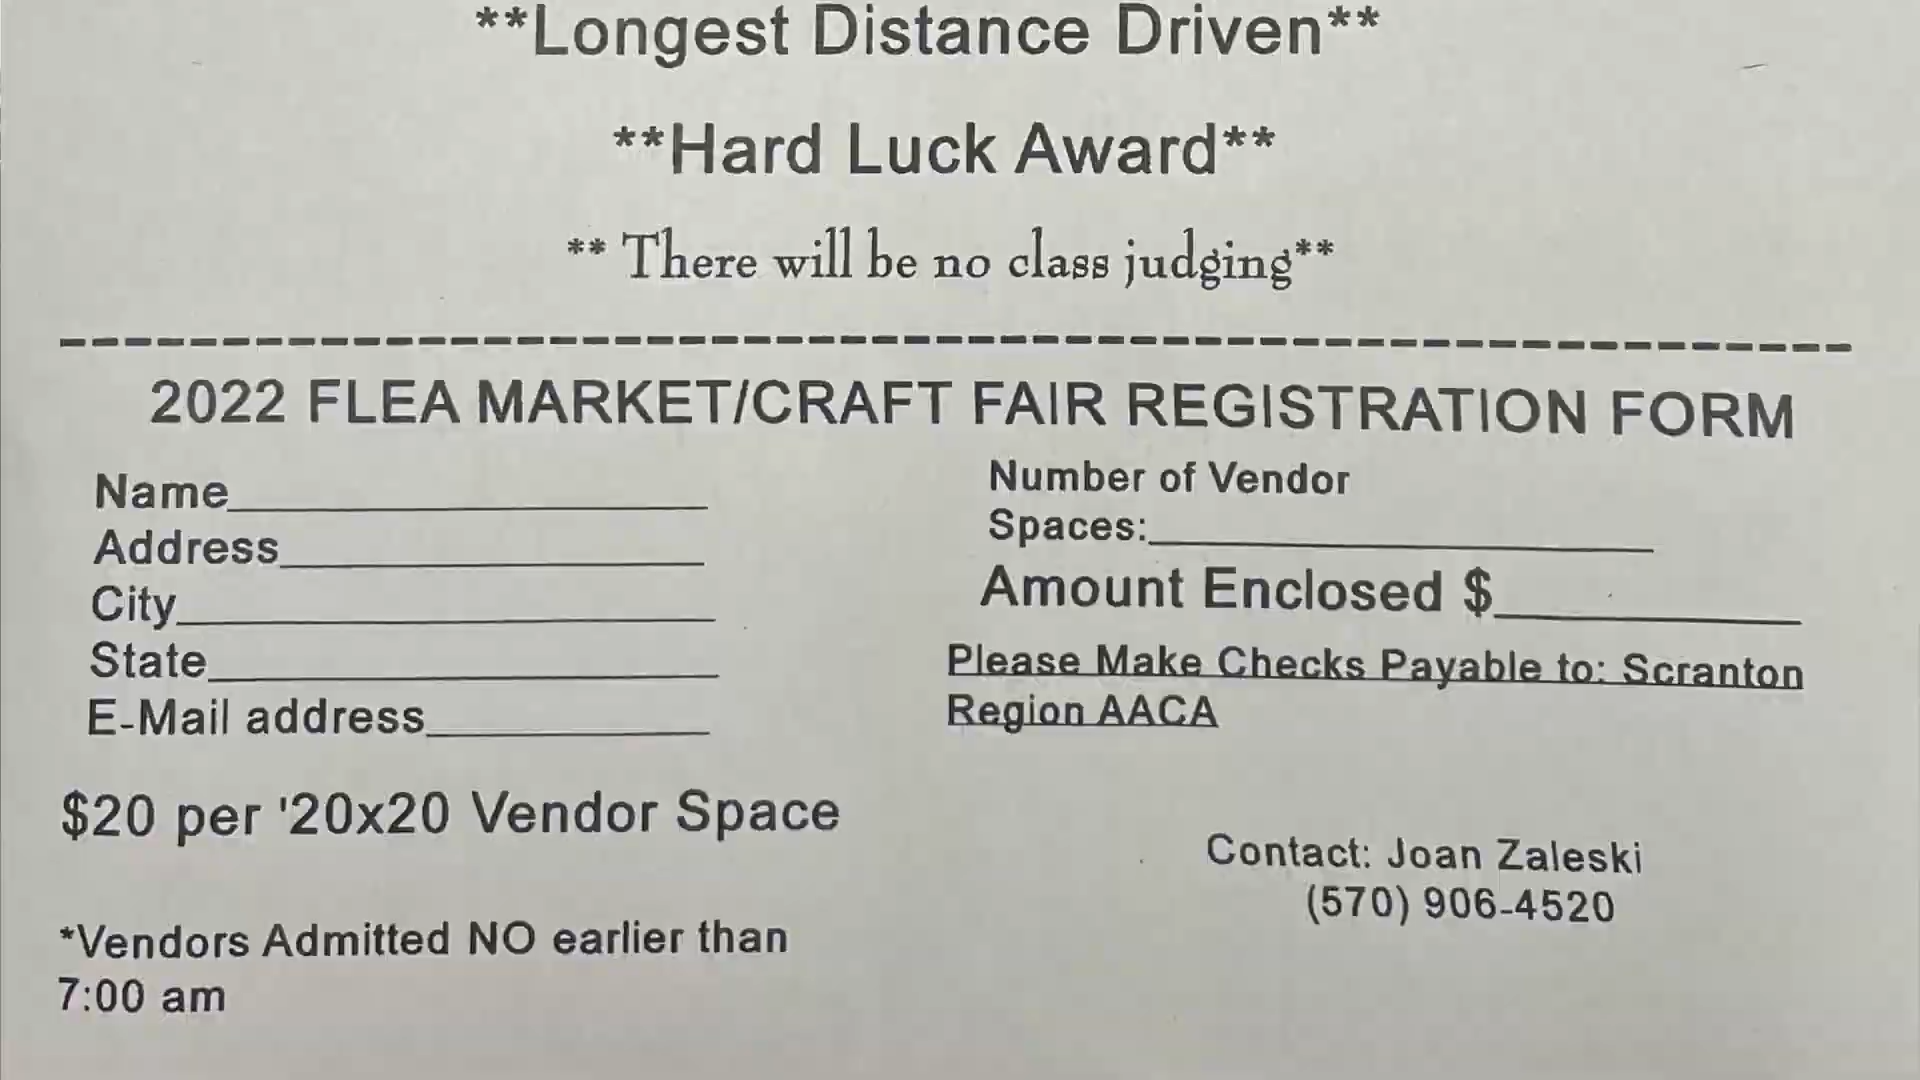 **Longest Distance Driven**
**Hard Luck Award**
** There will be no class judging**
2022 FLEA MARKET/CRAFT FAIR REGISTRATION FORM
Name
Address
City
State
E-Mail address
Number of Vendor
Spaces:
Amount Enclosed $
Please Make Checks Payable to: Scranton
Region AACA
$20 per '20x20 Vendor Space
Contact: Joan Zaleski
(570) 906-4520
*Vendors Admitted NO earlier than
7:00 am